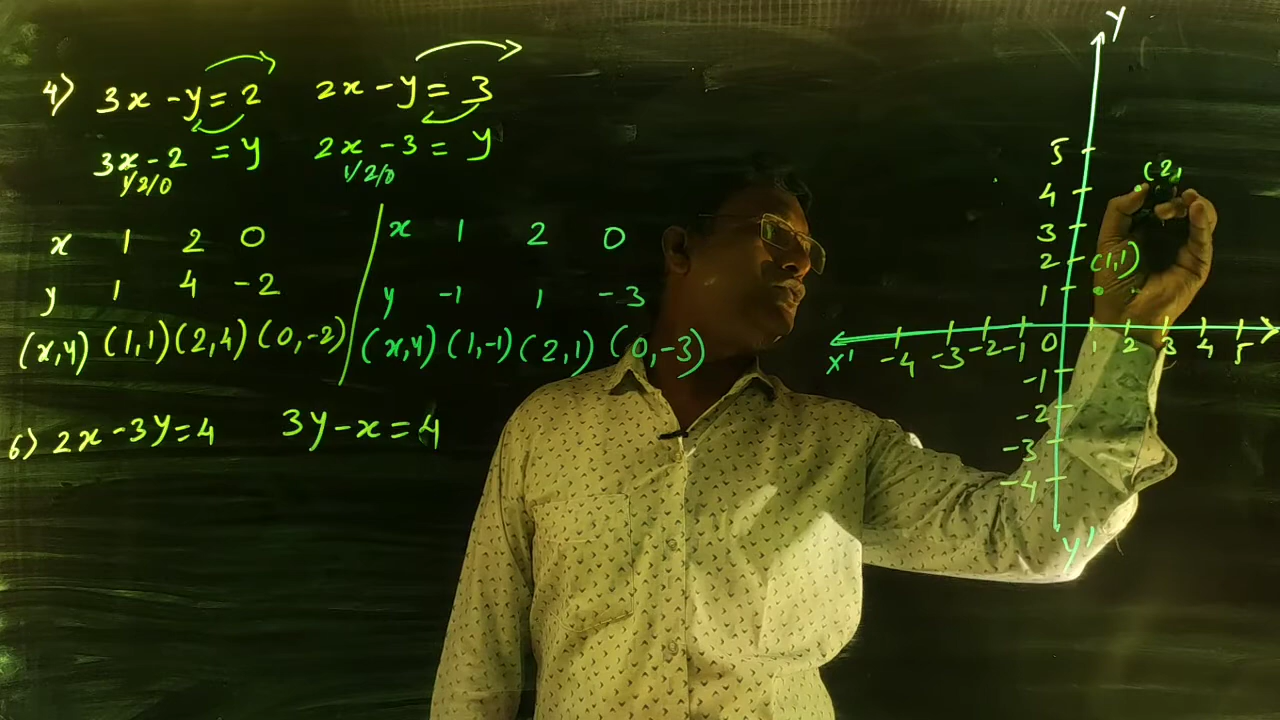 4) 3x - y = 2    2x - y = 3
3x - 2 = y    2x - 3 = y
1/2/0    1/2/0
x 1 2 0    x 1 2 0
y 1 4 -2    y -1 1 -3
(x,y) (1,1) (2,4) (0,-2)    (x,y) (1,-1) (2,1) (0,-3)
6) 2x - 3y = 4    3y - x = 4
Y
5
4 (2,
3
2 (1,1)
1
X' -4 -3 -2 -1 0 1 2 3 4 5
-1
-2
-3
-4
Y'